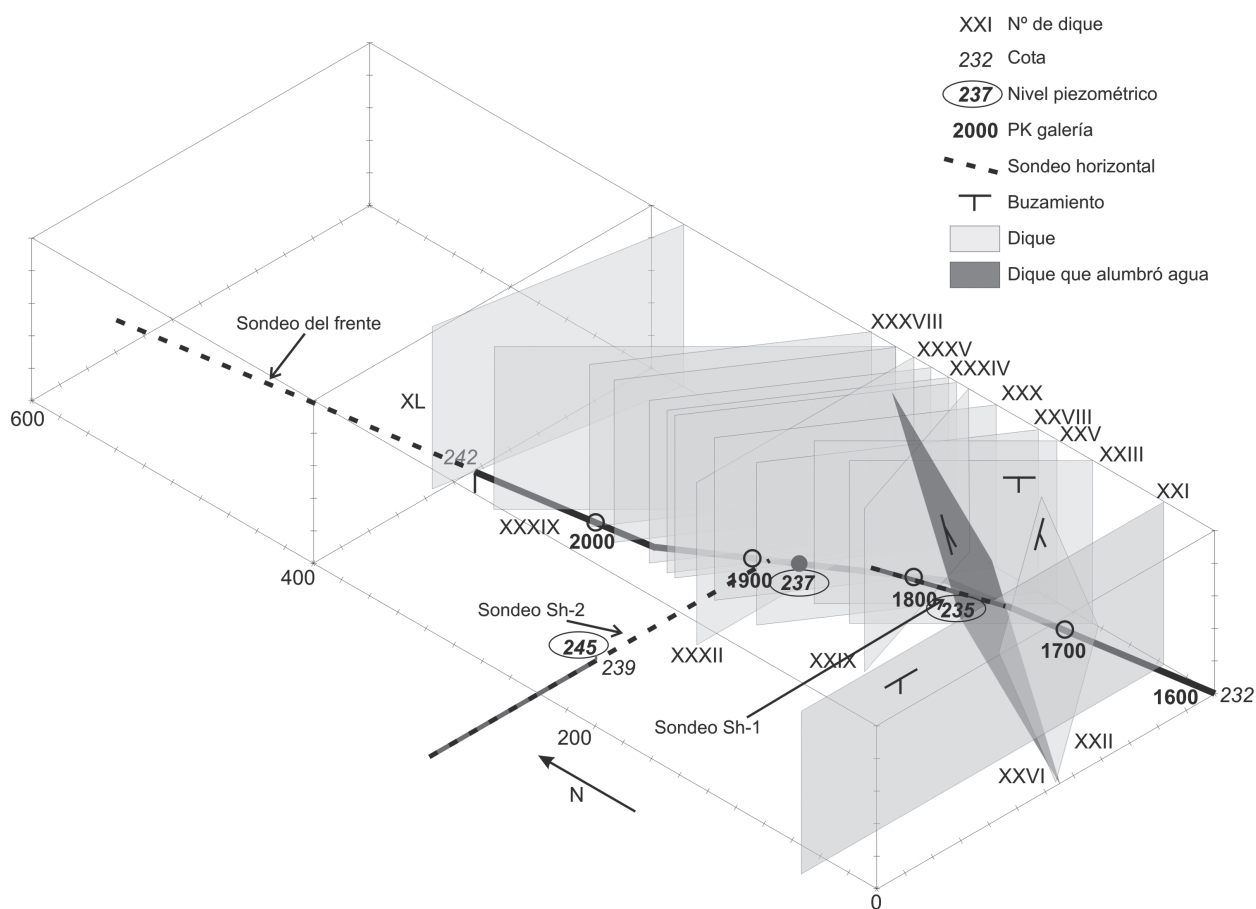 XXI Nº de dique
232 Cota
237 Nivel piezométrico
2000 PK galería
Sondeo horizontal
Buzamiento
Dique
Dique que alumbró agua
XXXVIII
Sondeo del frente
XXXV
XXXIV
XXX
XL
XXVIII
600
XXV
242
XXIII
XXI
XXXIX
2000
400
1900
237
1800
235
Sondeo Sh-2
1700
245
XXXII
XXIX
239
1600
232
Sondeo Sh-1
200
XXII
XXVI
N
0